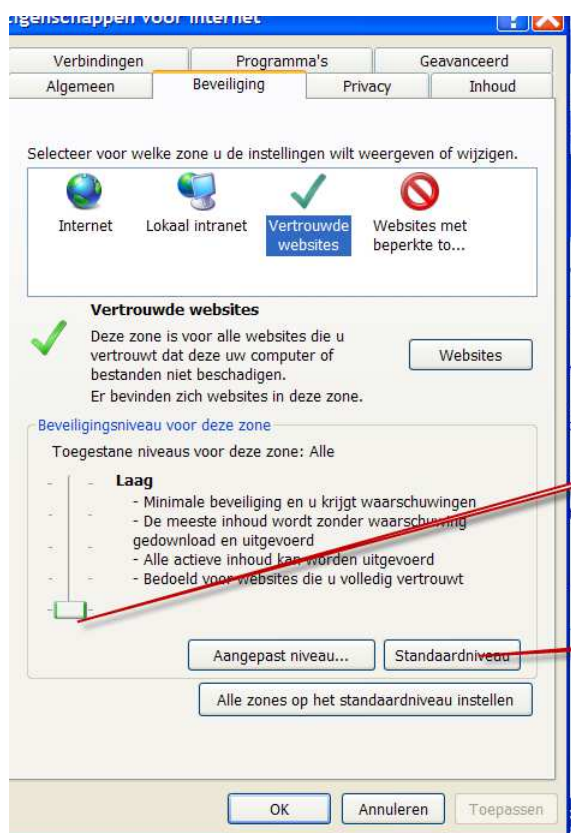 Eigenschappen voor Internet
Verbindingen Programma's Geavanceerd
Algemeen Beveiliging Privacy Inhoud
Selecteer voor welke zone u de instellingen wilt weergeven of wijzigen.
Internet Lokaal intranet Vertrouwde websites Websites met beperkte to...
Vertrouwde websites
Deze zone is voor alle websites die u
vertrouwt dat deze uw computer of
bestanden niet beschadigen.
Er bevinden zich websites in deze zone.
Websites
Beveiligingsniveau voor deze zone
Toegestane niveaus voor deze zone: Alle
Laag
- Minimale beveiliging en u krijgt waarschuwingen
- De meeste inhoud wordt zonder waarschuwing
gedownload en uitgevoerd
- Alle actieve inhoud kan worden uitgevoerd
- Bedoeld voor websites die u volledig vertrouwt
Aangepast niveau... Standaardniveau
Alle zones op het standaardniveau instellen
OK Annuleren Toepassen